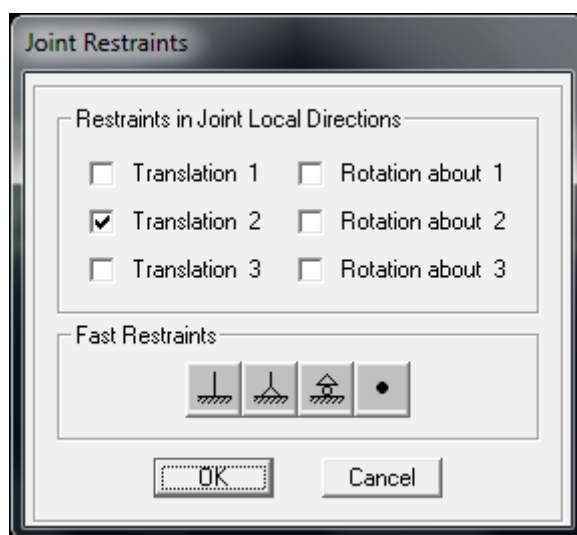 Joint Restraints
Restraints in Joint Local Directions
Translation 1 Rotation about 1
Translation 2 Rotation about 2
Translation 3 Rotation about 3
Fast Restraints
OK Cancel